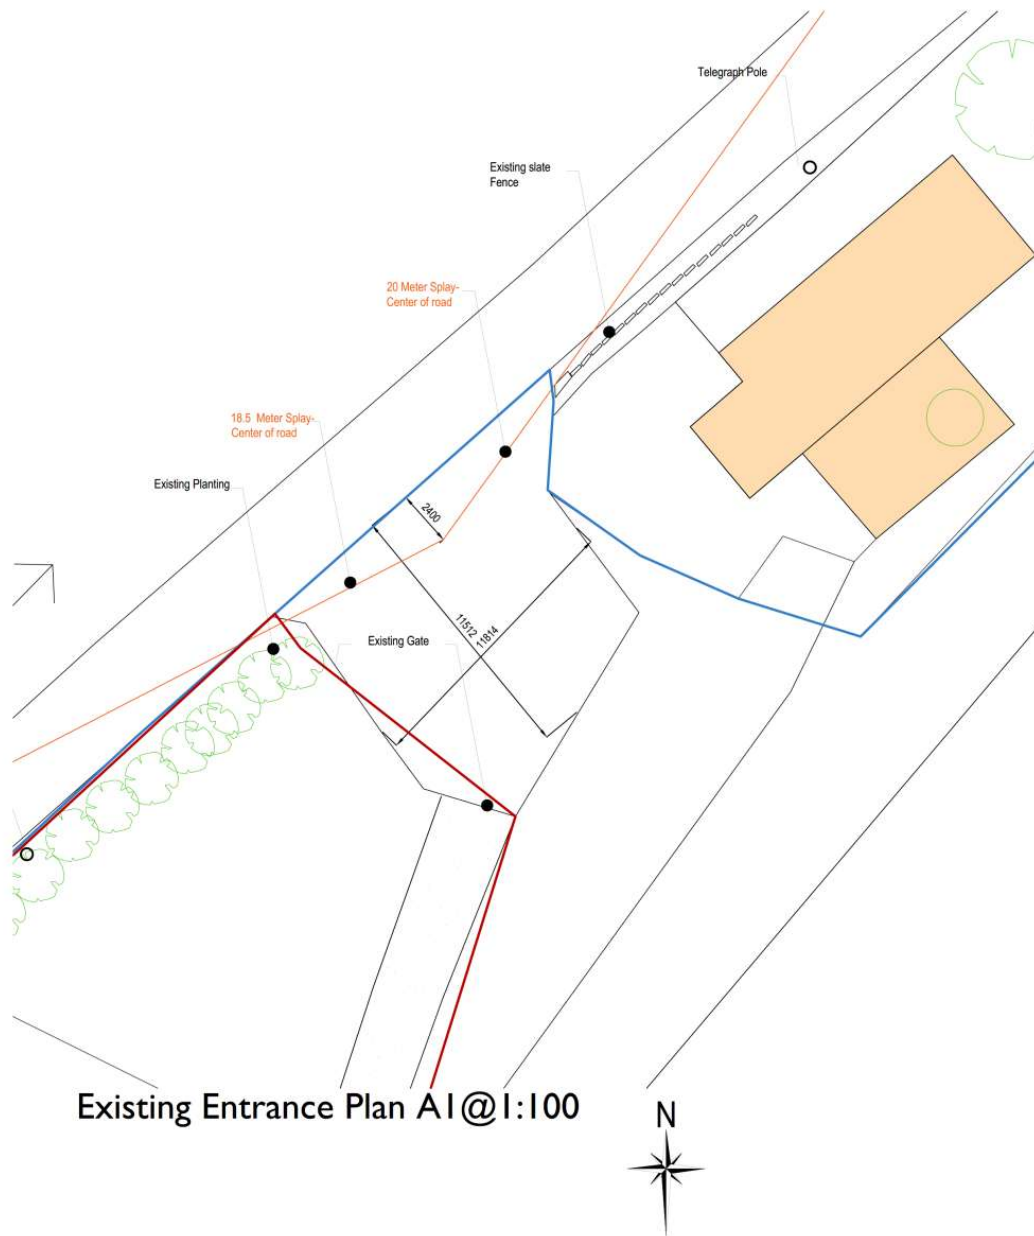 Telegraph Pole
Existing slate
Fence
20 Meter Splay-
Center of road
18.5 Meter Splay-
Center of road
Existing Planting
2400
11512
11814
Existing Gate
Existing Entrance Plan A1@1:100
N